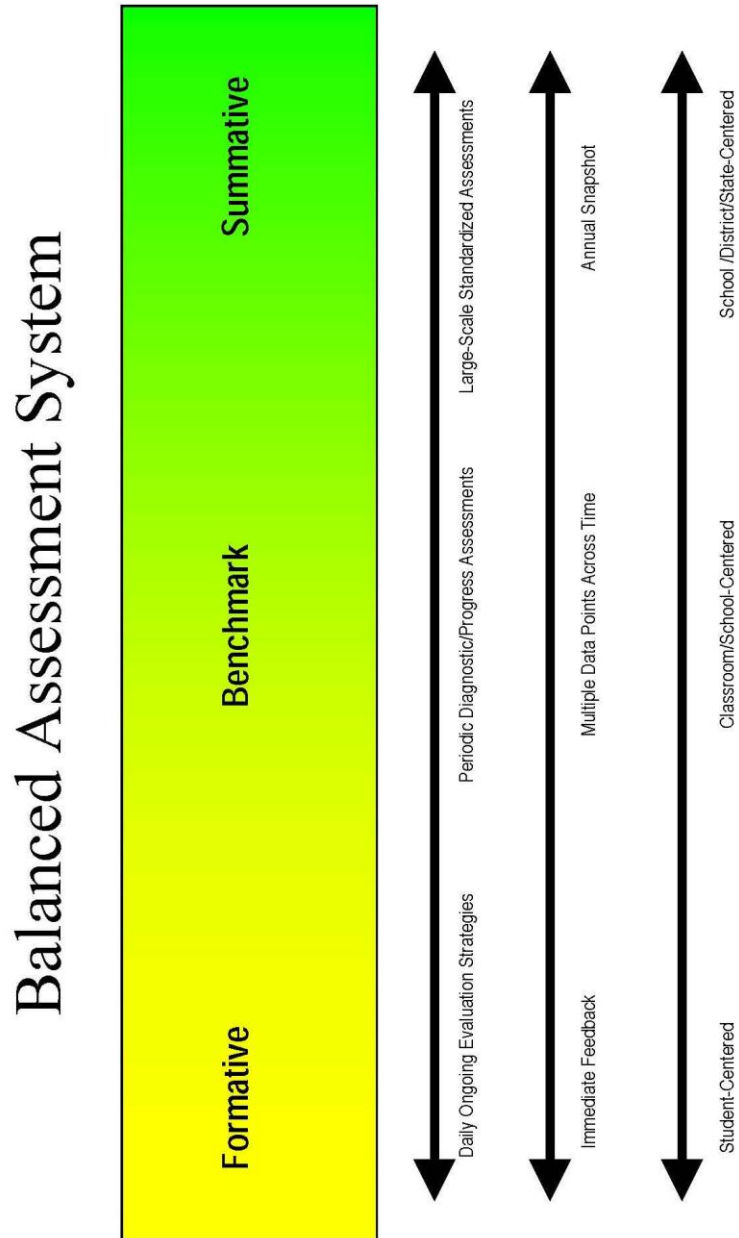 Balanced Assessment System
Formative
Benchmark
Summative
Daily Ongoing Evaluation Strategies
Periodic Diagnostic/Progress Assessments
Large-Scale Standardized Assessments
Immediate Feedback
Multiple Data Points Across Time
Annual Snapshot
Student-Centered
Classroom/School-Centered
School /District/State-Centered